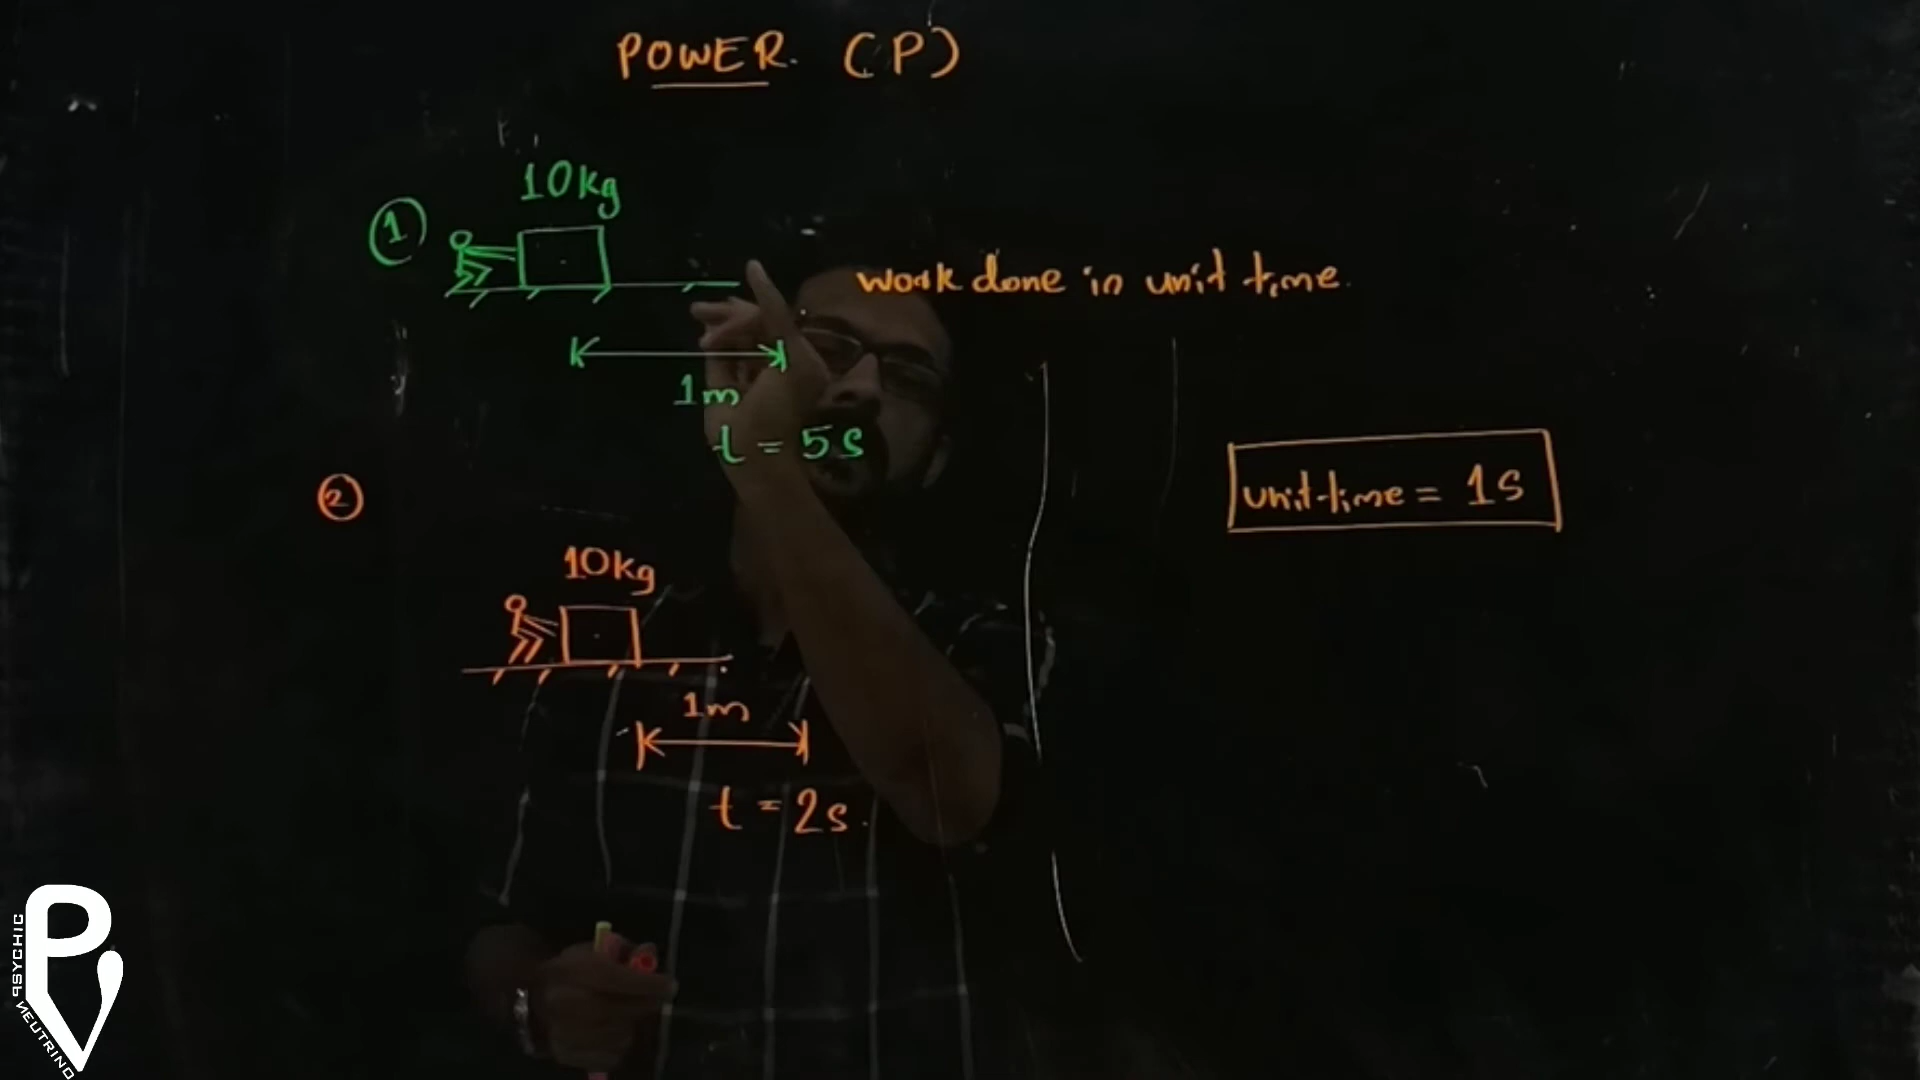 POWER. (P)
10kg
1
work done in unit time.
1m
t = 5s
unit time = 1s
2
10kg
1m
t = 2s.
PSYCHIC
NEUTRINO